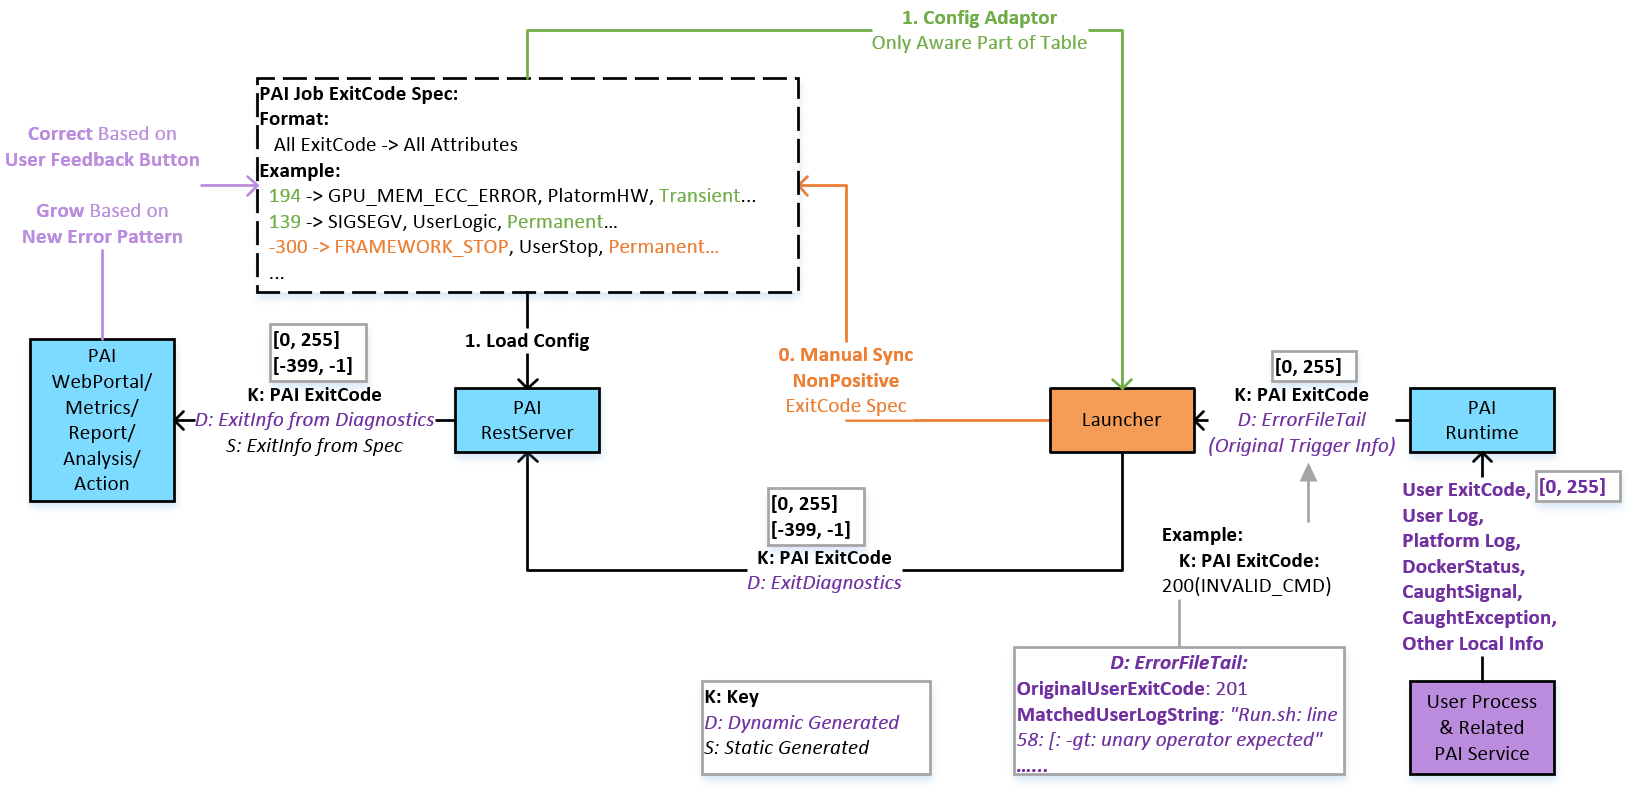 1. Config Adaptor
Only Aware Part of Table
PAI Job ExitCode Spec:
Format:
All ExitCode -> All Attributes
Example:
194 -> GPU_MEM_ECC_ERROR, PlatormHW, Transient...
139 -> SIGSEGV, UserLogic, Permanent...
-300 -> FRAMEWORK_STOP, UserStop, Permanent...
...
Correct Based on
User Feedback Button
Grow Based on
New Error Pattern
PAI
WebPortal/
Metrics/
Report/
Analysis/
Action
[0, 255]
[-399, -1]
K: PAI ExitCode
D: ExitInfo from Diagnostics
S: ExitInfo from Spec
1. Load Config
PAI
RestServer
0. Manual Sync
NonPositive
ExitCode Spec
Launcher
[0, 255]
K: PAI ExitCode
D: ErrorFileTail
(Original Trigger Info)
PAI
Runtime
[0, 255]
[-399, -1]
K: PAI ExitCode
D: ExitDiagnostics
Example:
K: PAI ExitCode:
200(INVALID_CMD)
User ExitCode, [0, 255]
User Log,
Platform Log,
DockerStatus,
CaughtSignal,
CaughtException,
Other Local Info
K: Key
D: Dynamic Generated
S: Static Generated
D: ErrorFileTail:
OriginalUserExitCode: 201
MatchedUserLogString: "Run.sh: line
58: [: -gt: unary operator expected"
......
User Process
& Related
PAI Service